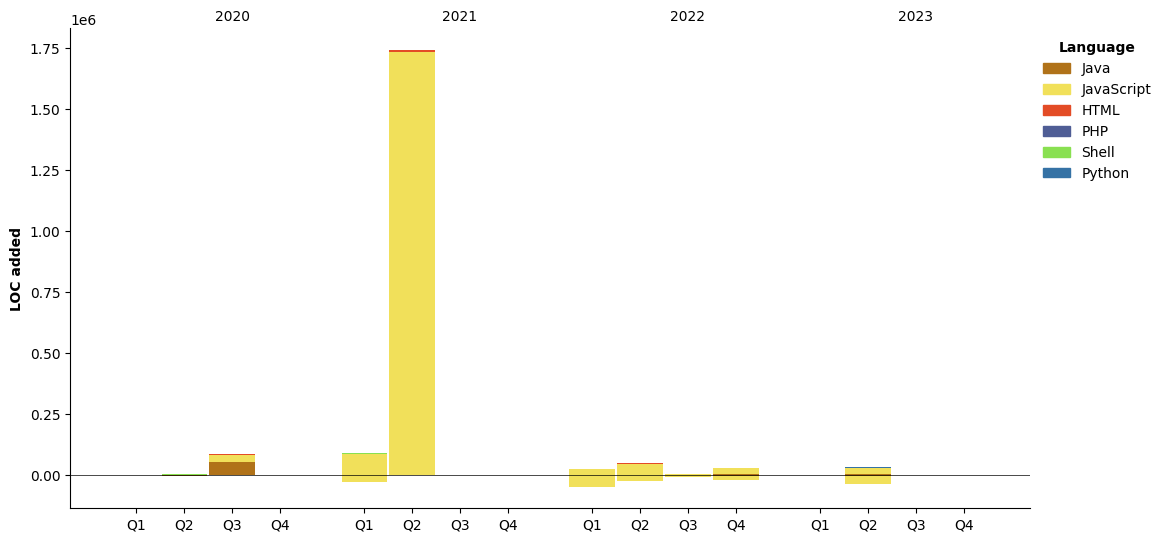 2020 2021 2022 2023
1e6
1.75
1.50
1.25
1.00
0.75
0.50
0.25
0.00
LOC added
Q1 Q2 Q3 Q4 Q1 Q2 Q3 Q4 Q1 Q2 Q3 Q4 Q1 Q2 Q3 Q4
Language
Java
JavaScript
HTML
PHP
Shell
Python